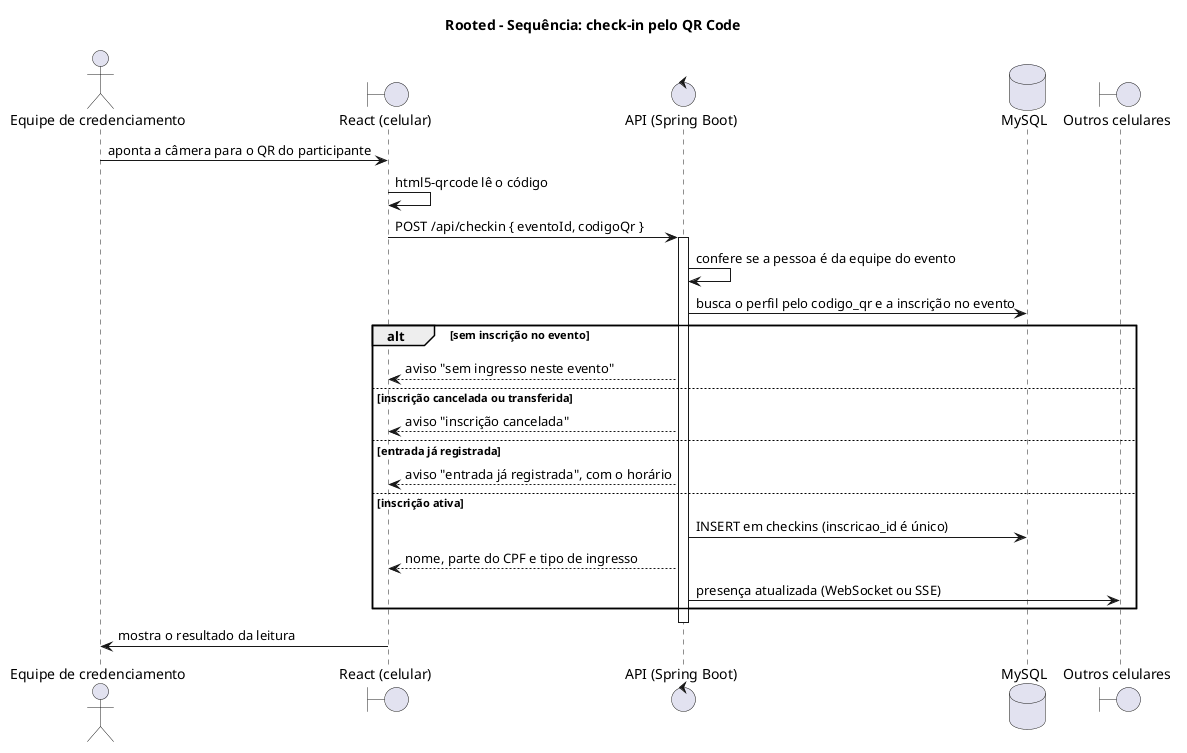 Rooted - Sequência: check-in pelo QR Code
Equipe de credenciamento
React (celular)
API (Spring Boot)
MySQL
Outros celulares
aponta a câmera para o QR do participante
html5-qrcode lê o código
POST /api/checkin { eventoId, codigoQr }
confere se a pessoa é da equipe do evento
busca o perfil pelo codigo_qr e a inscrição no evento
alt
[sem inscrição no evento]
aviso "sem ingresso neste evento"
[inscrição cancelada ou transferida]
aviso "inscrição cancelada"
[entrada já registrada]
aviso "entrada já registrada", com o horário
[inscrição ativa]
INSERT em checkins (inscricao_id é único)
nome, parte do CPF e tipo de ingresso
presença atualizada (WebSocket ou SSE)
mostra o resultado da leitura
Equipe de credenciamento
React (celular)
API (Spring Boot)
MySQL
Outros celulares